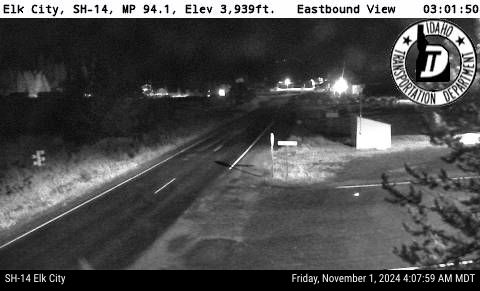 Elk City, SH-14, MP 94.1, Elev 3,939ft. Eastbound View 03:01:50
IDAHO
TRANSPORTATION DEPARTMENT
SH-14 Elk City Friday, November 1, 2024 4:07:59 AM MDT